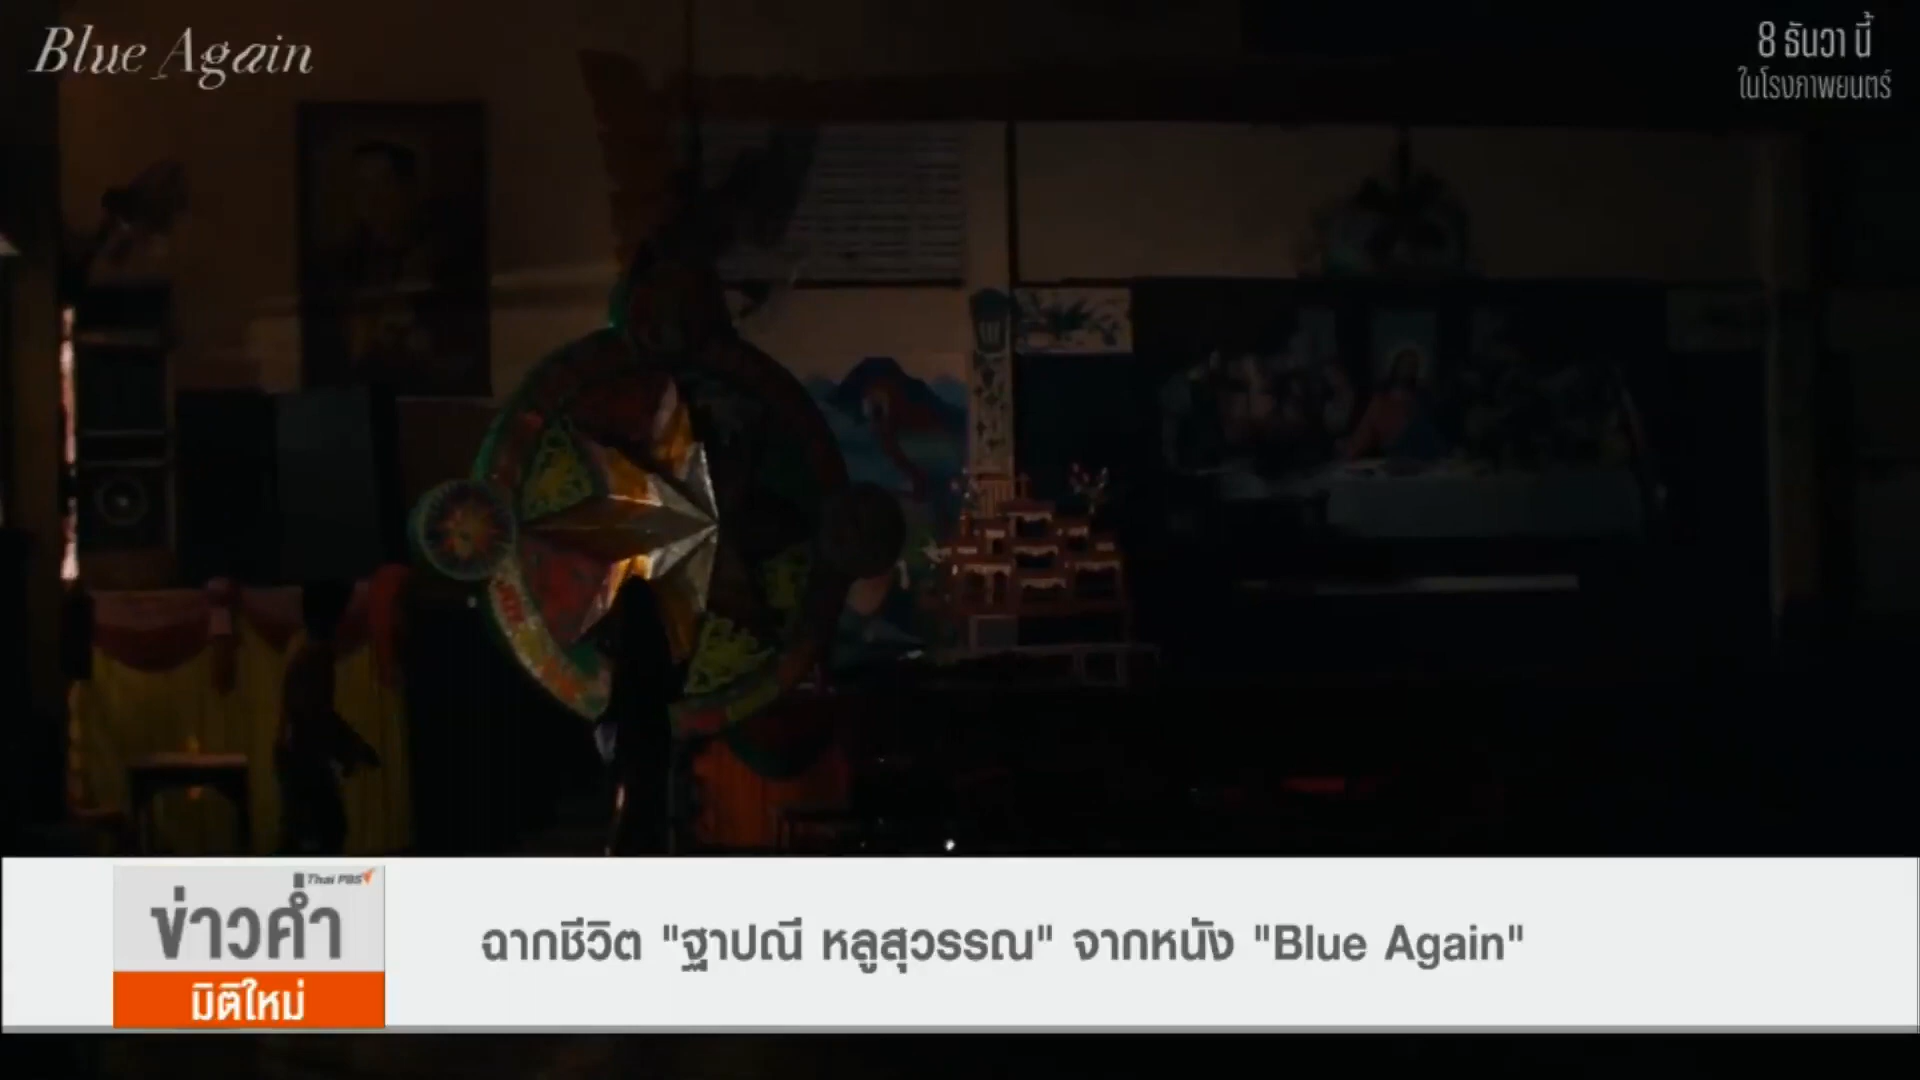 Blue Again
8 ธันวา นี้
ในโรงภาพยนตร์
Thai PBS
ข่าวค่ำ
มิติใหม่
ฉากชีวิต "ฐาปณี หลูสุวรรณ" จากหนัง "Blue Again"